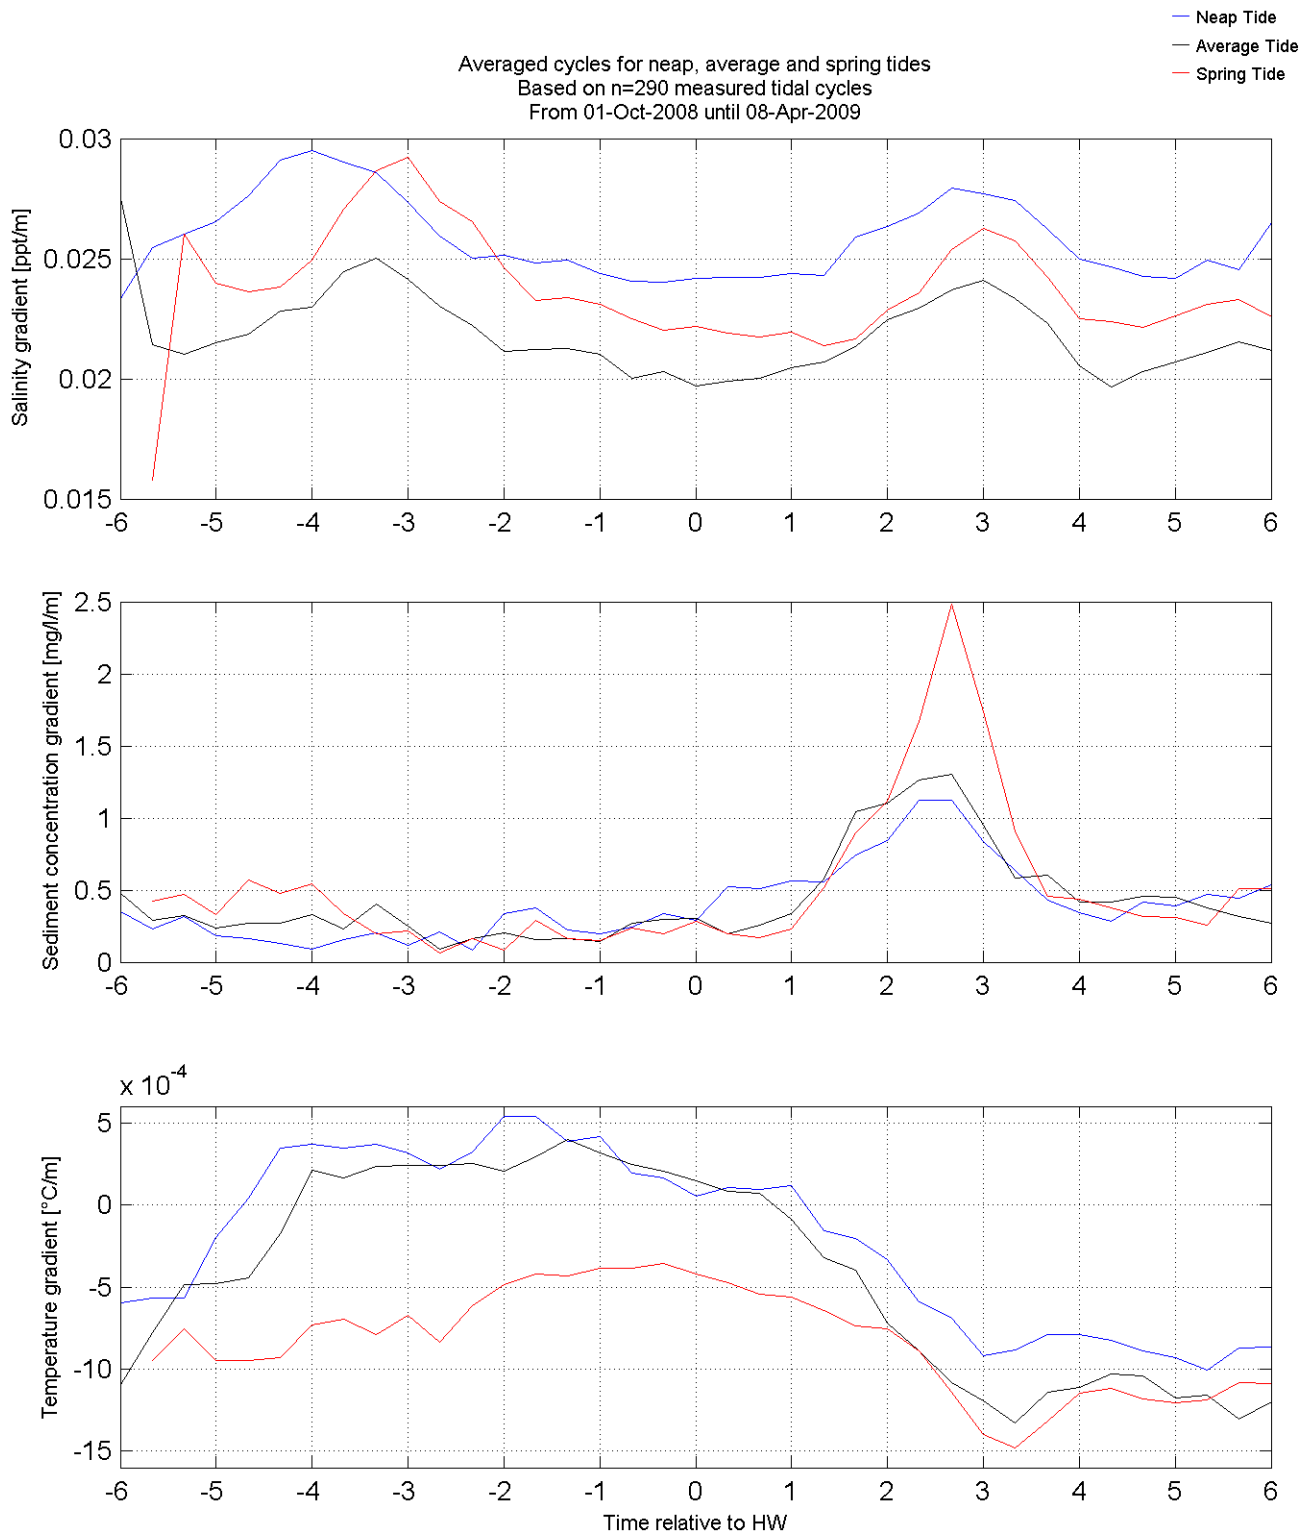 Neap Tide
Average Tide
Spring Tide
Averaged cycles for neap, average and spring tides
Based on n=290 measured tidal cycles
From 01-Oct-2008 until 08-Apr-2009
Salinity gradient [ppt/m]
0.03
0.025
0.02
0.015
-6 -5 -4 -3 -2 -1 0 1 2 3 4 5 6
Sediment concentration gradient [mg/l/m]
2.5
2
1.5
1
0.5
0
-6 -5 -4 -3 -2 -1 0 1 2 3 4 5 6
x 10^-4
Temperature gradient [°C/m]
5
0
-5
-10
-15
-6 -5 -4 -3 -2 -1 0 1 2 3 4 5 6
Time relative to HW